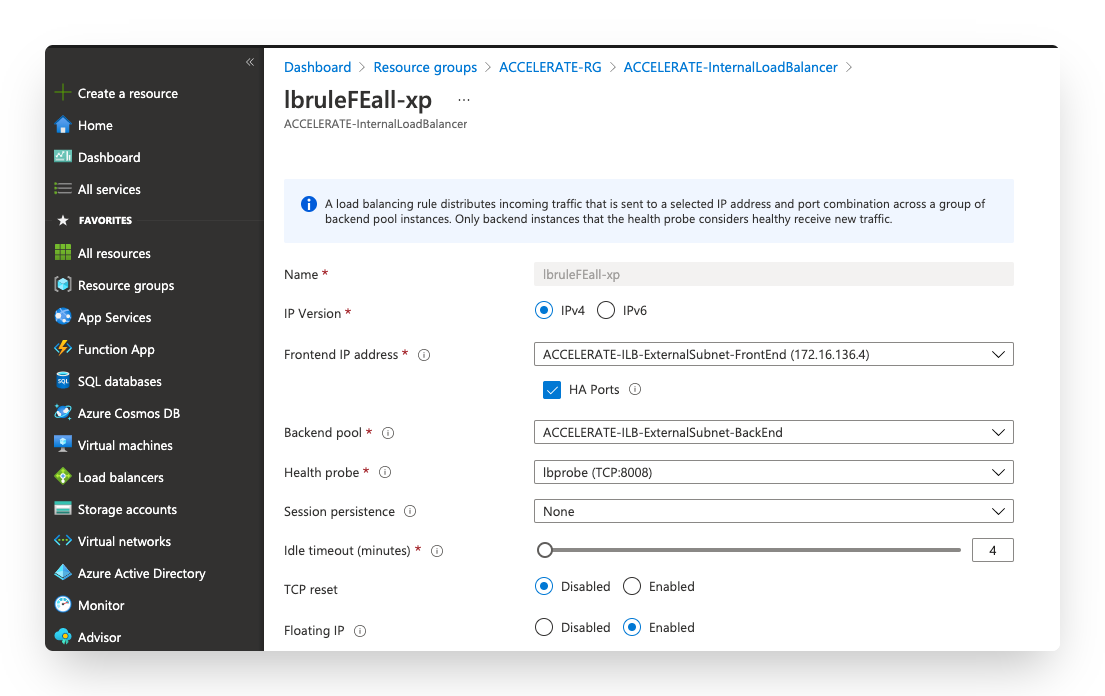 «
Create a resource
Home
Dashboard
All services
FAVORITES
All resources
Resource groups
App Services
Function App
SQL databases
Azure Cosmos DB
Virtual machines
Load balancers
Storage accounts
Virtual networks
Azure Active Directory
Monitor
Advisor
Dashboard > Resource groups > ACCELERATE-RG > ACCELERATE-InternalLoadBalancer >
lbruleFEall-xp ...
ACCELERATE-InternalLoadBalancer
A load balancing rule distributes incoming traffic that is sent to a selected IP address and port combination across a group of
backend pool instances. Only backend instances that the health probe considers healthy receive new traffic.
Name * lbruleFEall-xp
IP Version * IPv4 IPv6
Frontend IP address * ACCELERATE-ILB-ExternalSubnet-FrontEnd (172.16.136.4)
HA Ports
Backend pool * ACCELERATE-ILB-ExternalSubnet-BackEnd
Health probe * lbprobe (TCP:8008)
Session persistence None
Idle timeout (minutes) * 4
TCP reset Disabled Enabled
Floating IP Disabled Enabled